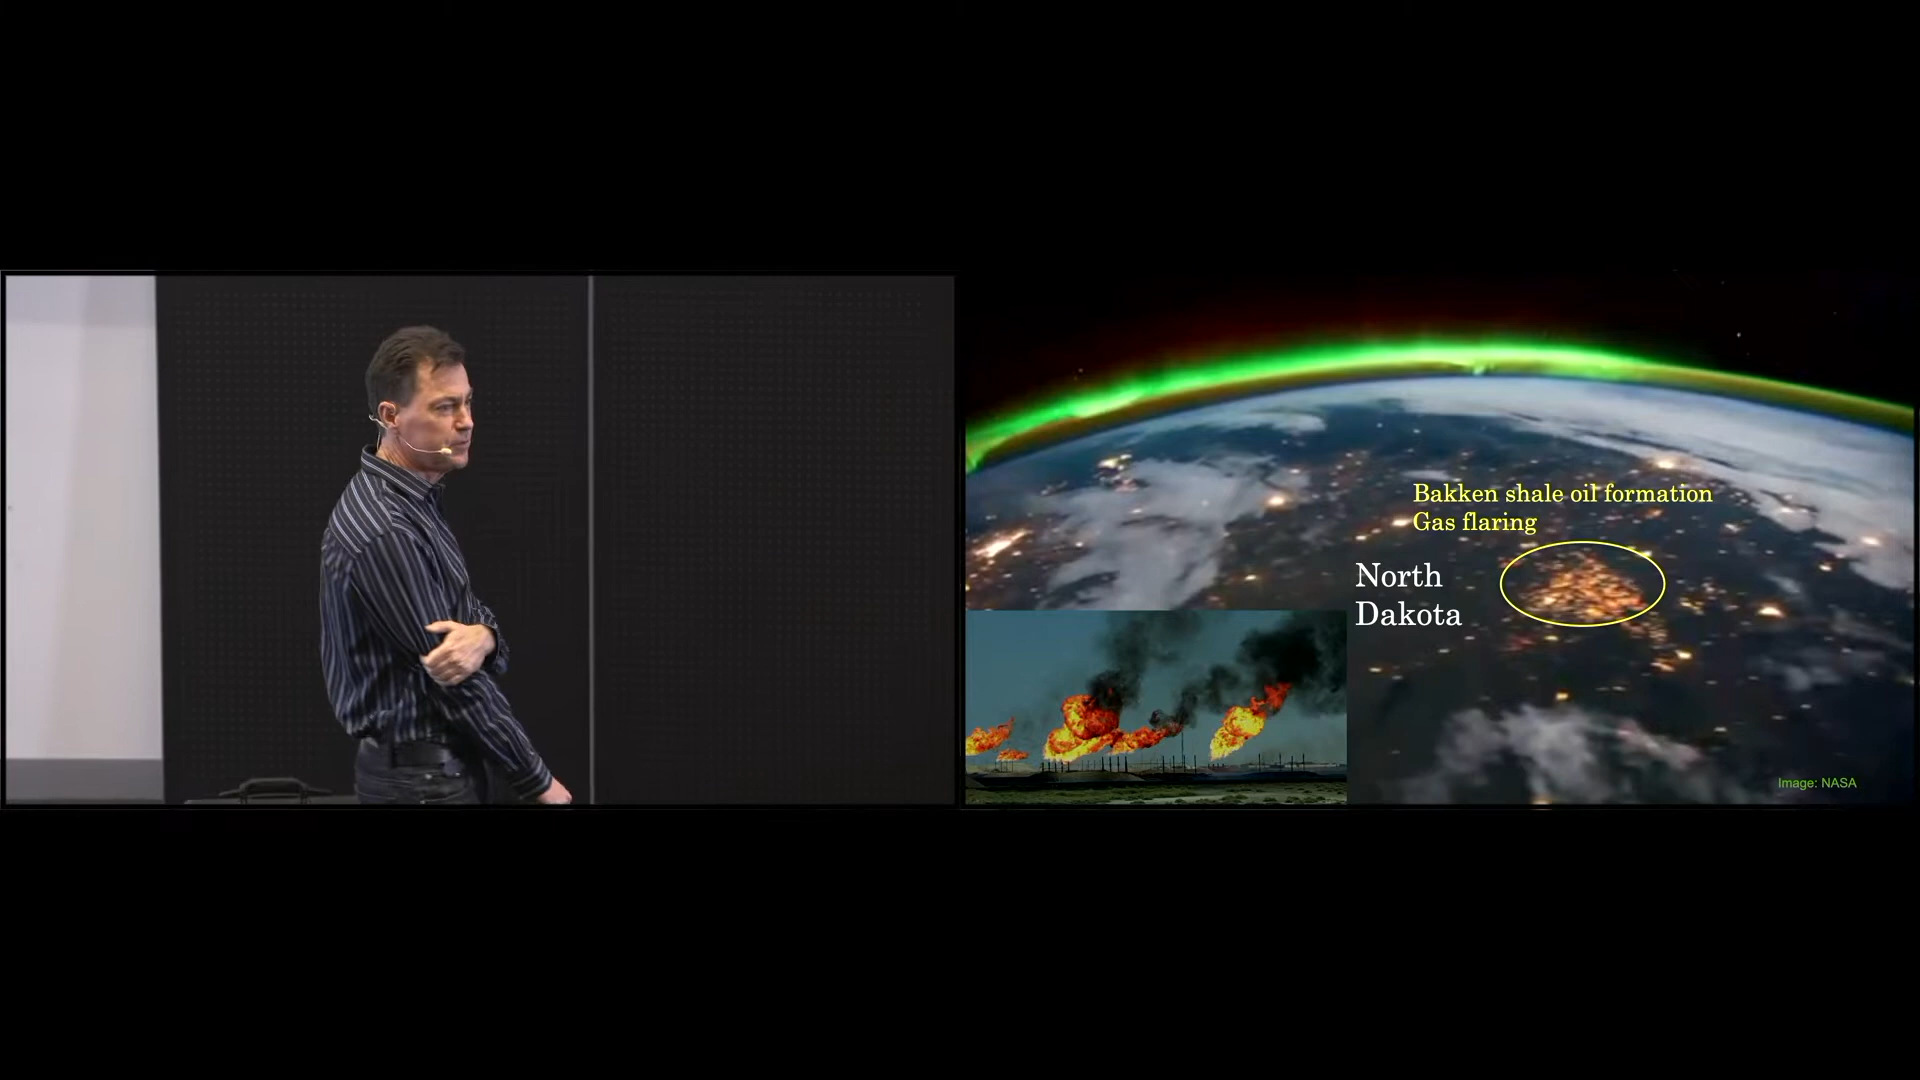 Bakken shale oil formation
Gas flaring
North
Dakota
Image: NASA